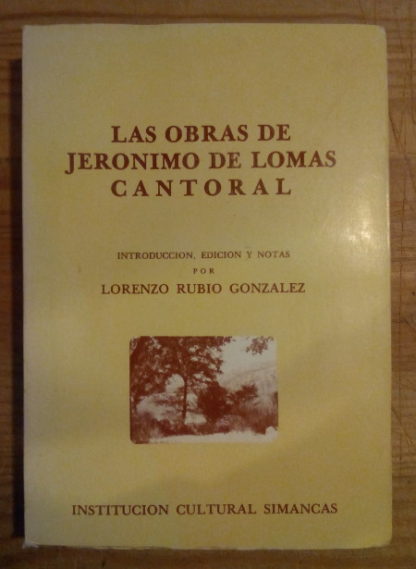 LAS OBRAS DE
JERONIMO DE LOMAS
CANTORAL
INTRODUCCION, EDICION Y NOTAS
POR
LORENZO RUBIO GONZALEZ
INSTITUCION CULTURAL SIMANCAS